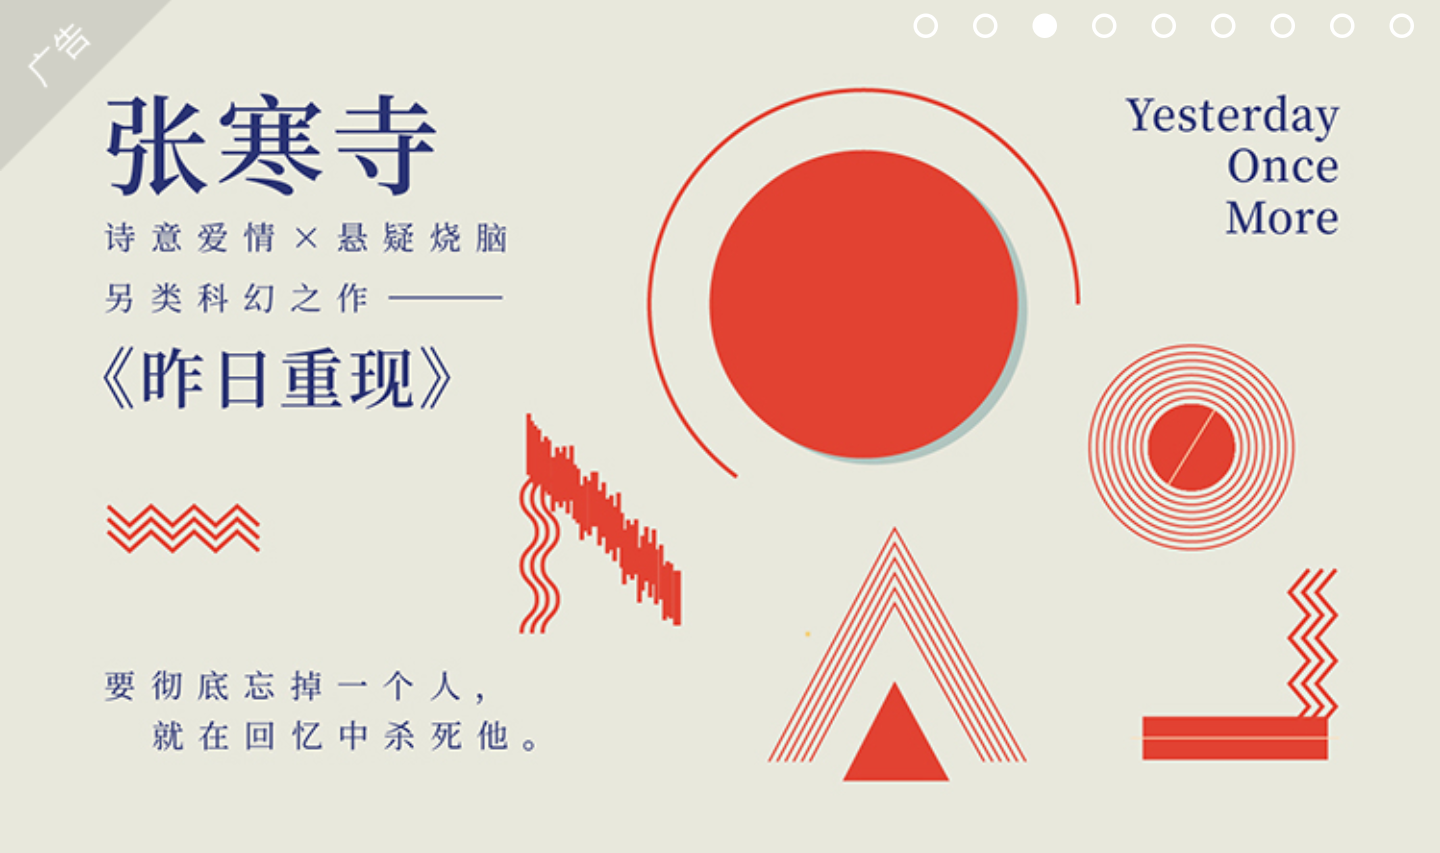 广告
张寒寺
诗意爱情×悬疑烧脑
另类科幻之作——
《昨日重现》
要彻底忘掉一个人，
就在回忆中杀死他。
Yesterday
Once
More